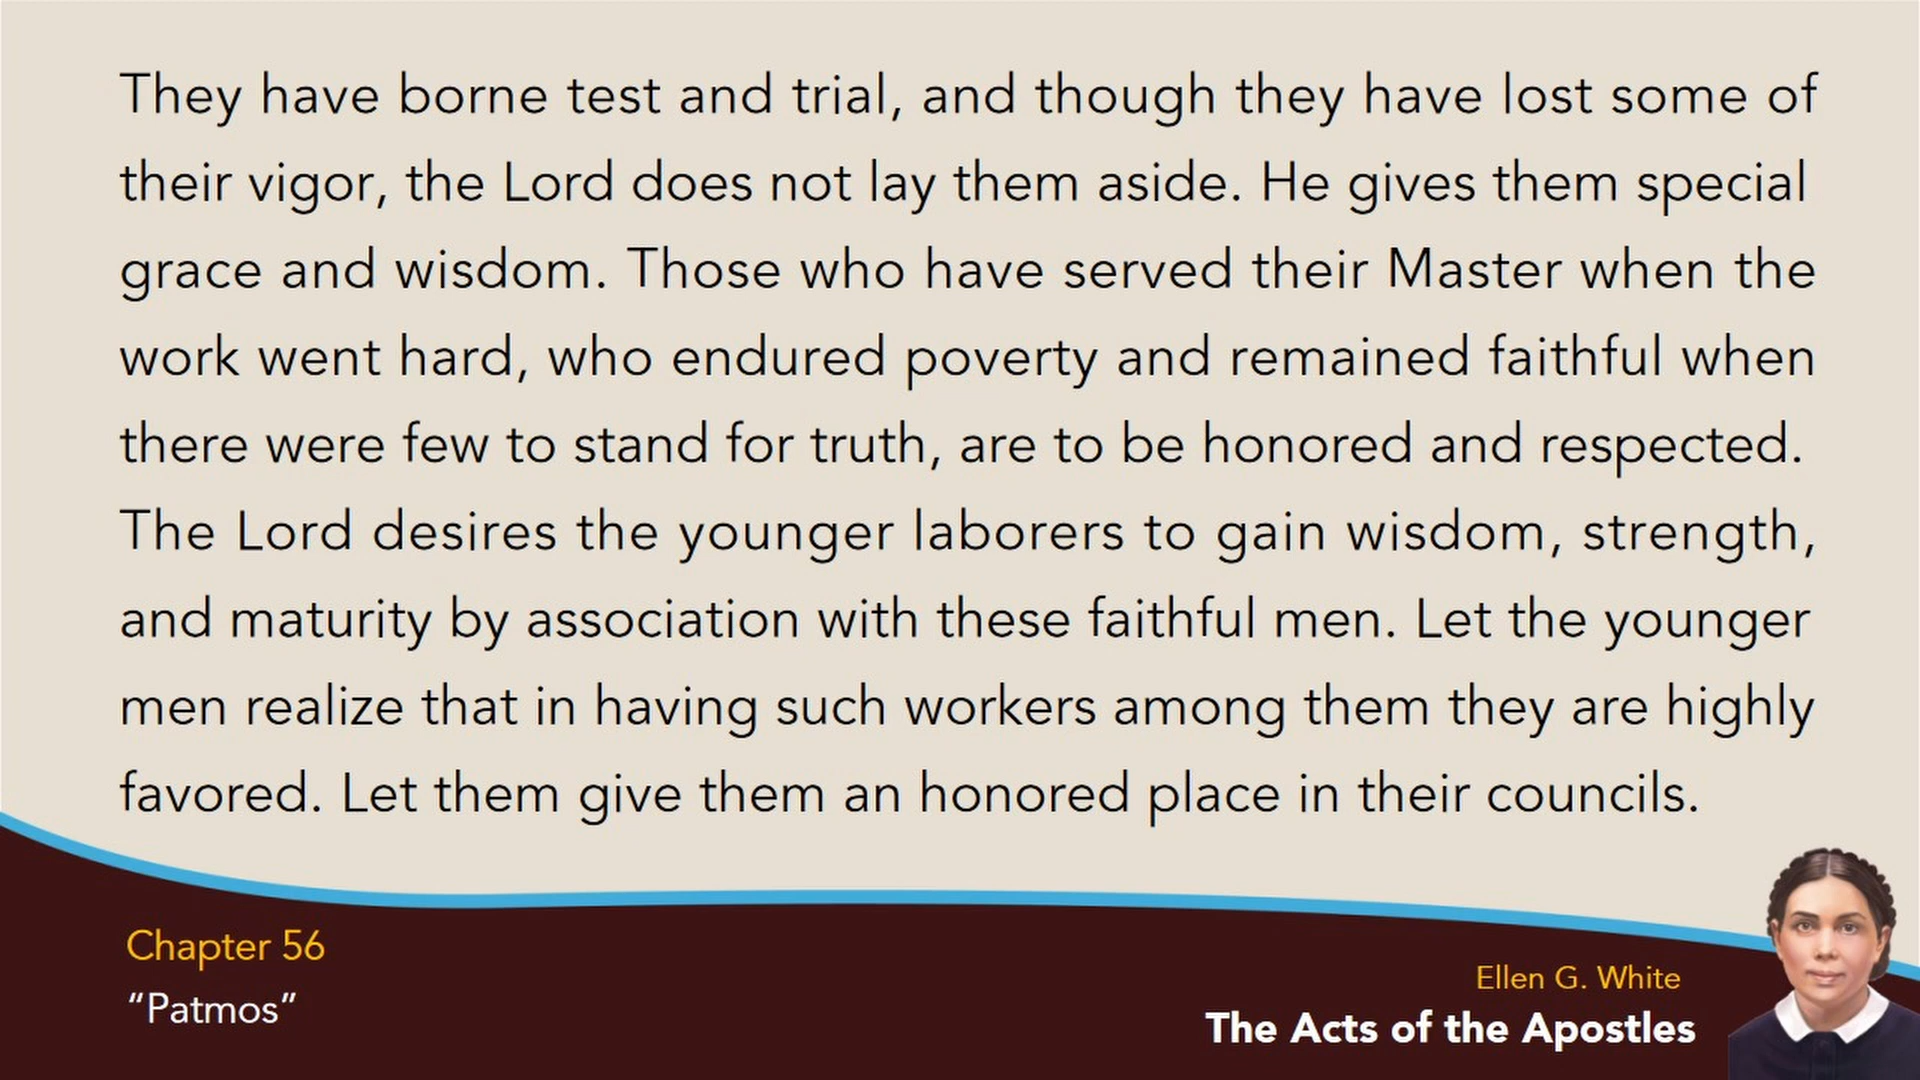 They have borne test and trial, and though they have lost some of
their vigor, the Lord does not lay them aside. He gives them special
grace and wisdom. Those who have served their Master when the
work went hard, who endured poverty and remained faithful when
there were few to stand for truth, are to be honored and respected.
The Lord desires the younger laborers to gain wisdom, strength,
and maturity by association with these faithful men. Let the younger
men realize that in having such workers among them they are highly
favored. Let them give them an honored place in their councils.
Chapter 56
“Patmos”
Ellen G. White
The Acts of the Apostles